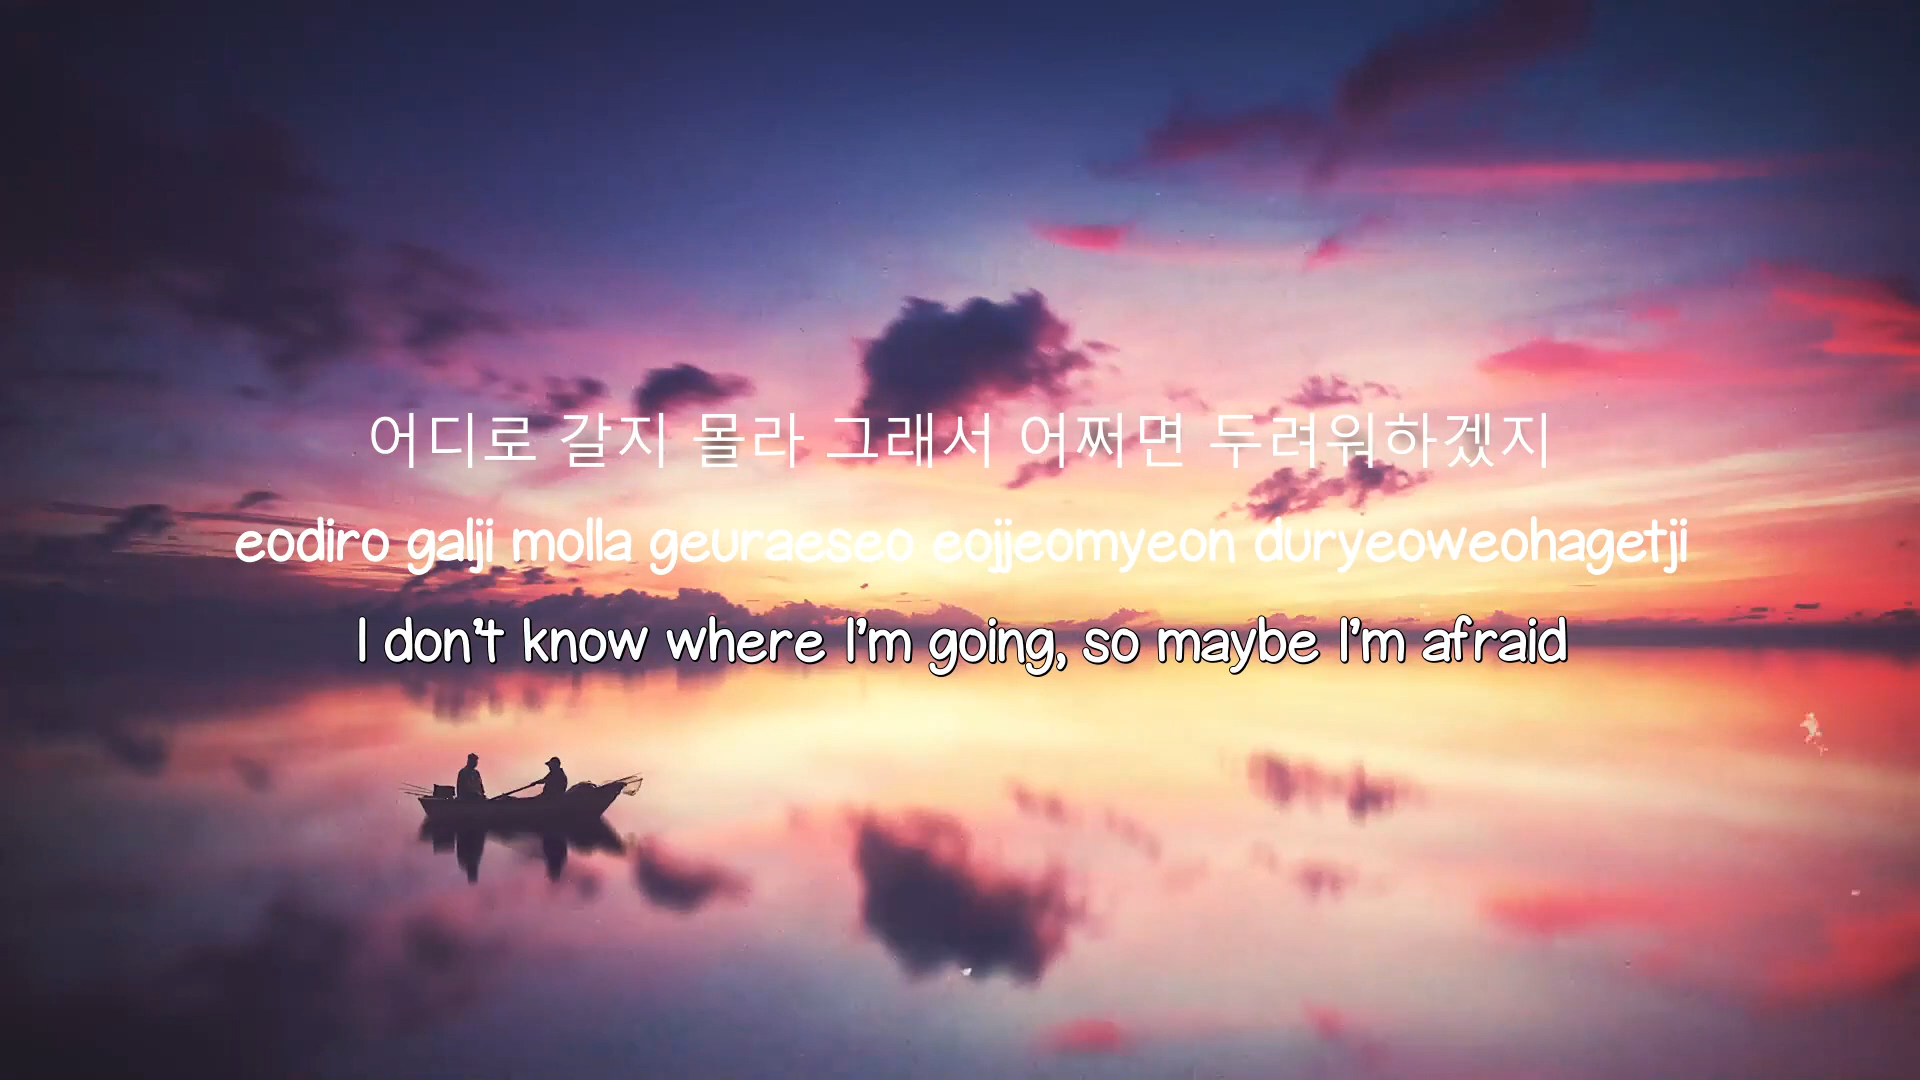 어디로 갈지 몰라 그래서 어쩌면 두려워하겠지
eodiro galji molla geuraeseo eojjeomyeon duryeoweohagetji
I don't know where I'm going, so maybe I'm afraid